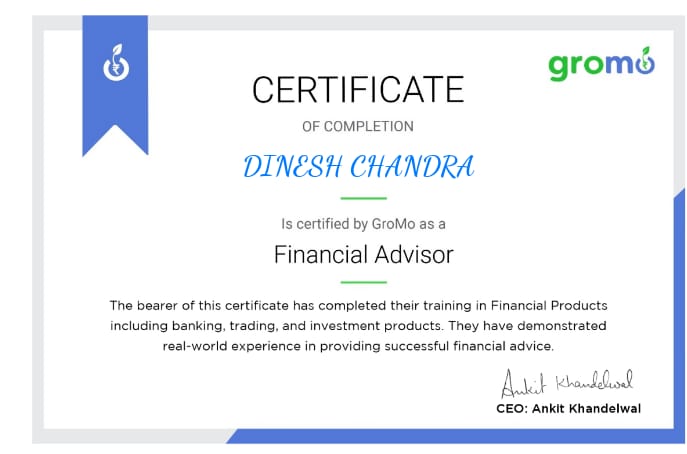 gromo
CERTIFICATE
OF COMPLETION
DINESH CHANDRA
Is certified by GroMo as a
Financial Advisor
The bearer of this certificate has completed their training in Financial Products
including banking, trading, and investment products. They have demonstrated
real-world experience in providing successful financial advice.
Ankit Khandelwal
CEO: Ankit Khandelwal